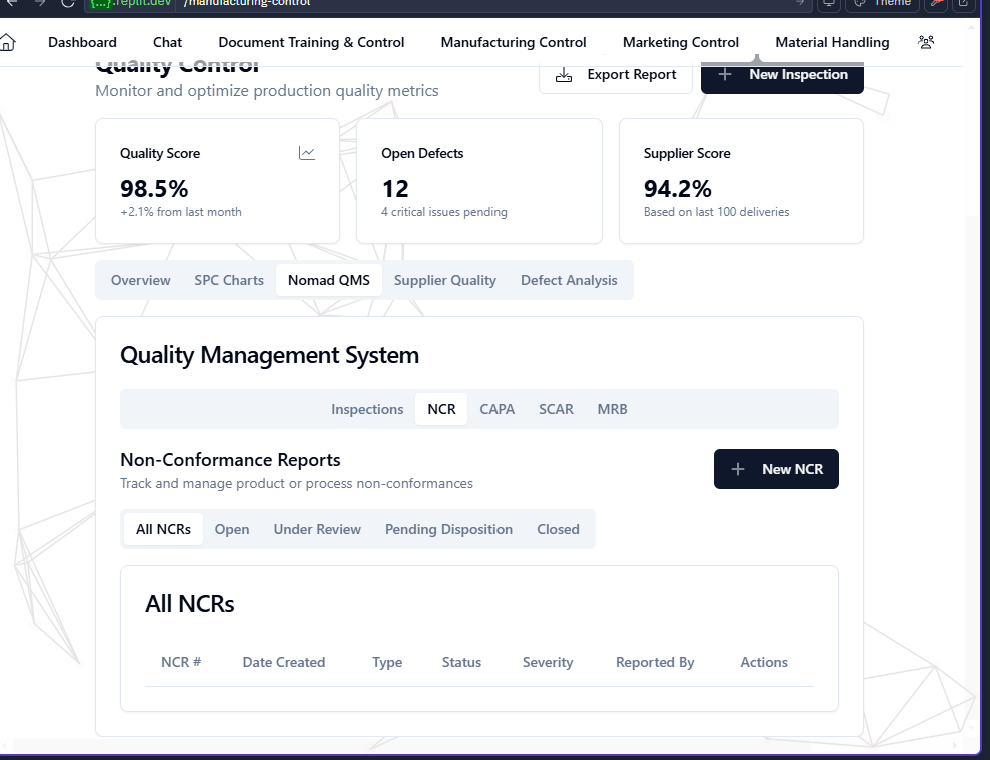 {...}.replit.dev /manufacturing-control Theme
Dashboard Chat Document Training & Control Manufacturing Control Marketing Control Material Handling
Quality Control
Monitor and optimize production quality metrics
Export Report
New Inspection
Quality Score
98.5%
+2.1% from last month
Open Defects
12
4 critical issues pending
Supplier Score
94.2%
Based on last 100 deliveries
Overview SPC Charts Nomad QMS Supplier Quality Defect Analysis
Quality Management System
Inspections NCR CAPA SCAR MRB
Non-Conformance Reports
Track and manage product or process non-conformances
New NCR
All NCRs Open Under Review Pending Disposition Closed
All NCRs
NCR # Date Created Type Status Severity Reported By Actions